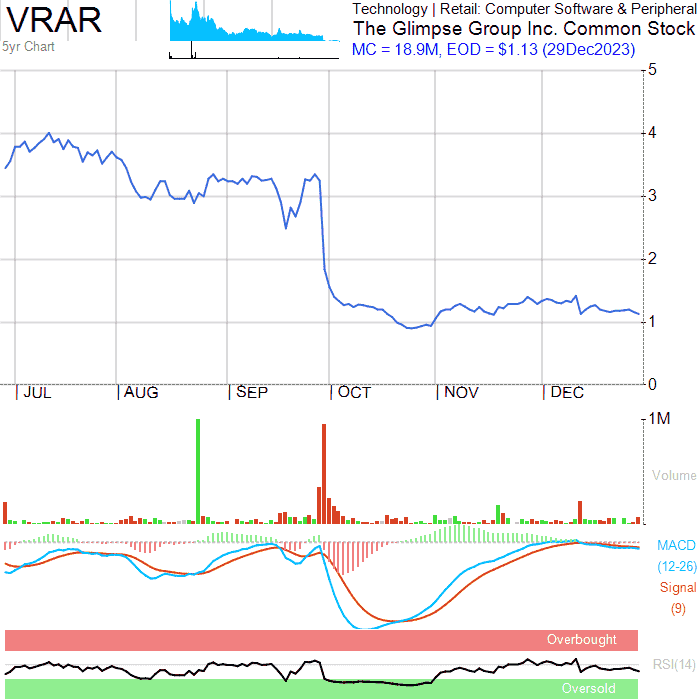 VRAR
5yr Chart
Technology | Retail: Computer Software & Peripheral
The Glimpse Group Inc. Common Stock
MC = 18.9M, EOD = $1.13 (29Dec2023)
5
4
3
2
1
0
JUL AUG SEP OCT NOV DEC
1M
Volume
MACD
(12-26)
Signal
(9)
Overbought
RSI(14)
Oversold